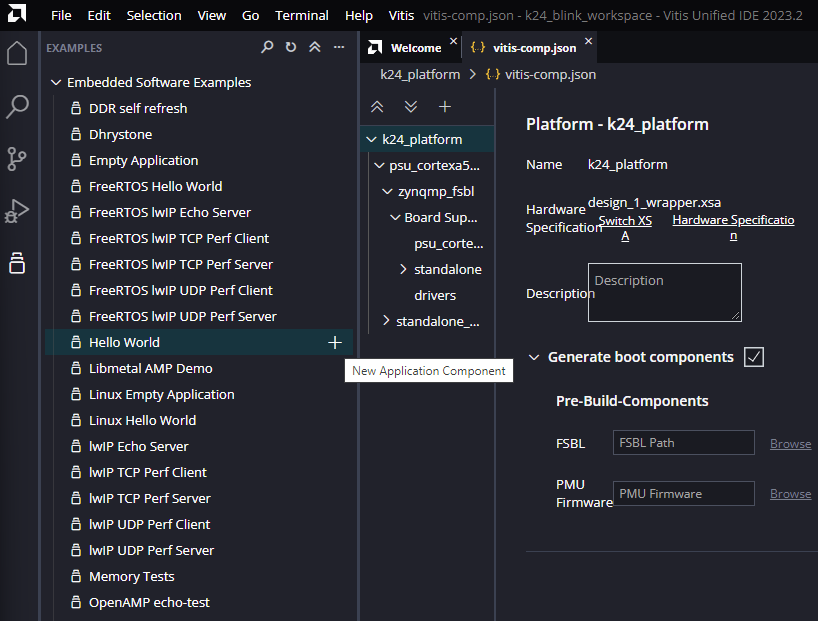 File Edit Selection View Go Terminal Help Vitis vitis-comp.json - k24_blink_workspace - Vitis Unified IDE 2023.2
EXAMPLES
Embedded Software Examples
DDR self refresh
Dhrystone
Empty Application
FreeRTOS Hello World
FreeRTOS lwIP Echo Server
FreeRTOS lwIP TCP Perf Client
FreeRTOS lwIP TCP Perf Server
FreeRTOS lwIP UDP Perf Client
FreeRTOS lwIP UDP Perf Server
Hello World
Libmetal AMP Demo
Linux Empty Application
Linux Hello World
lwIP Echo Server
lwIP TCP Perf Client
lwIP TCP Perf Server
lwIP UDP Perf Client
lwIP UDP Perf Server
Memory Tests
OpenAMP echo-test
New Application Component
Welcome
{} vitis-comp.json
k24_platform > {} vitis-comp.json
k24_platform
psu_cortexa5...
zynqmp_fsbl
Board Sup...
psu_corte...
standalone
drivers
standalone_...
Platform - k24_platform
Name k24_platform
Hardware
Specification
design_1_wrapper.xsa
Switch XS
A
Hardware Specificatio
n
Description
Description
Generate boot components
Pre-Build-Components
FSBL FSBL Path Browse
PMU
Firmware
PMU Firmware Browse